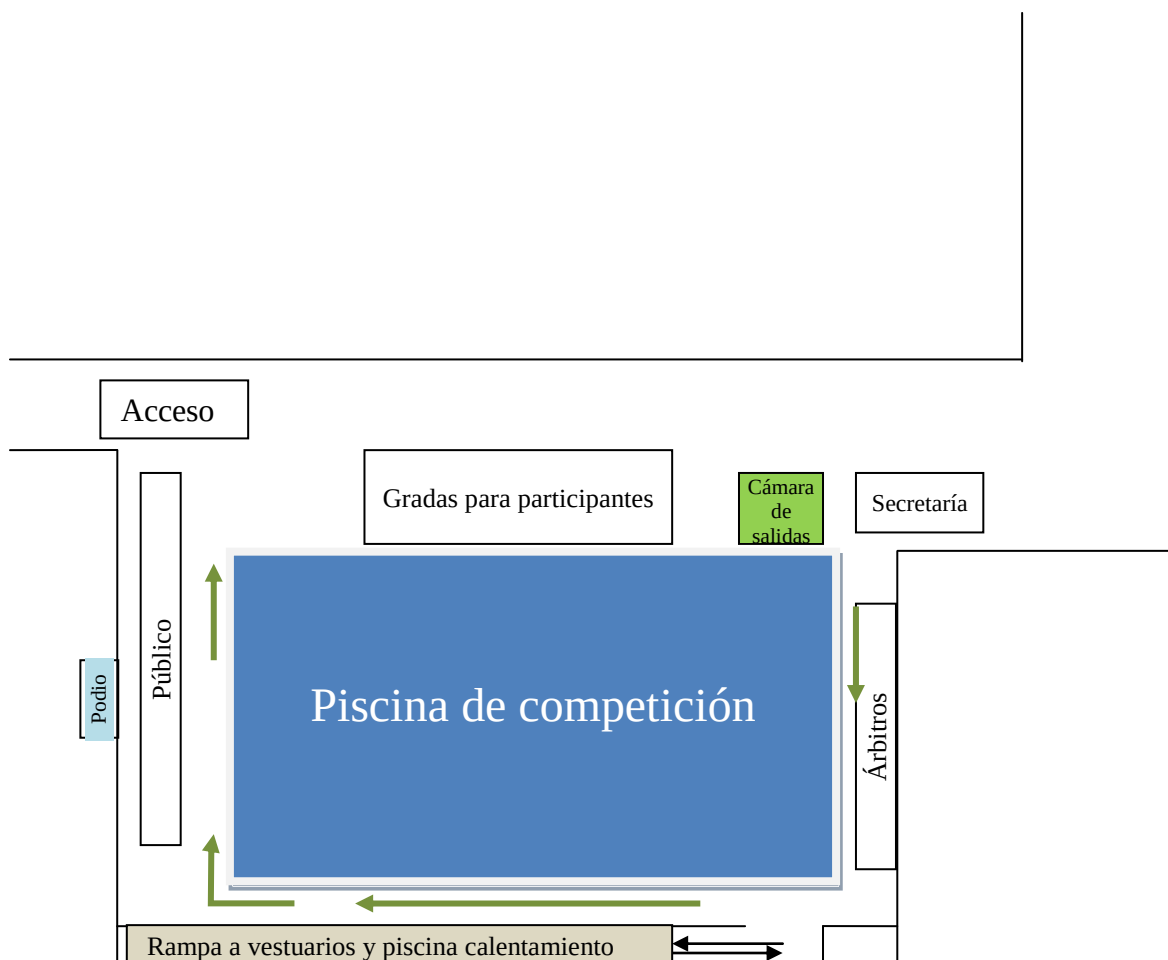 Acceso
Gradas para participantes
Cámara
de
salidas
Secretaría
Público
Podio
Piscina de competición
Árbitros
Rampa a vestuarios y piscina calentamiento